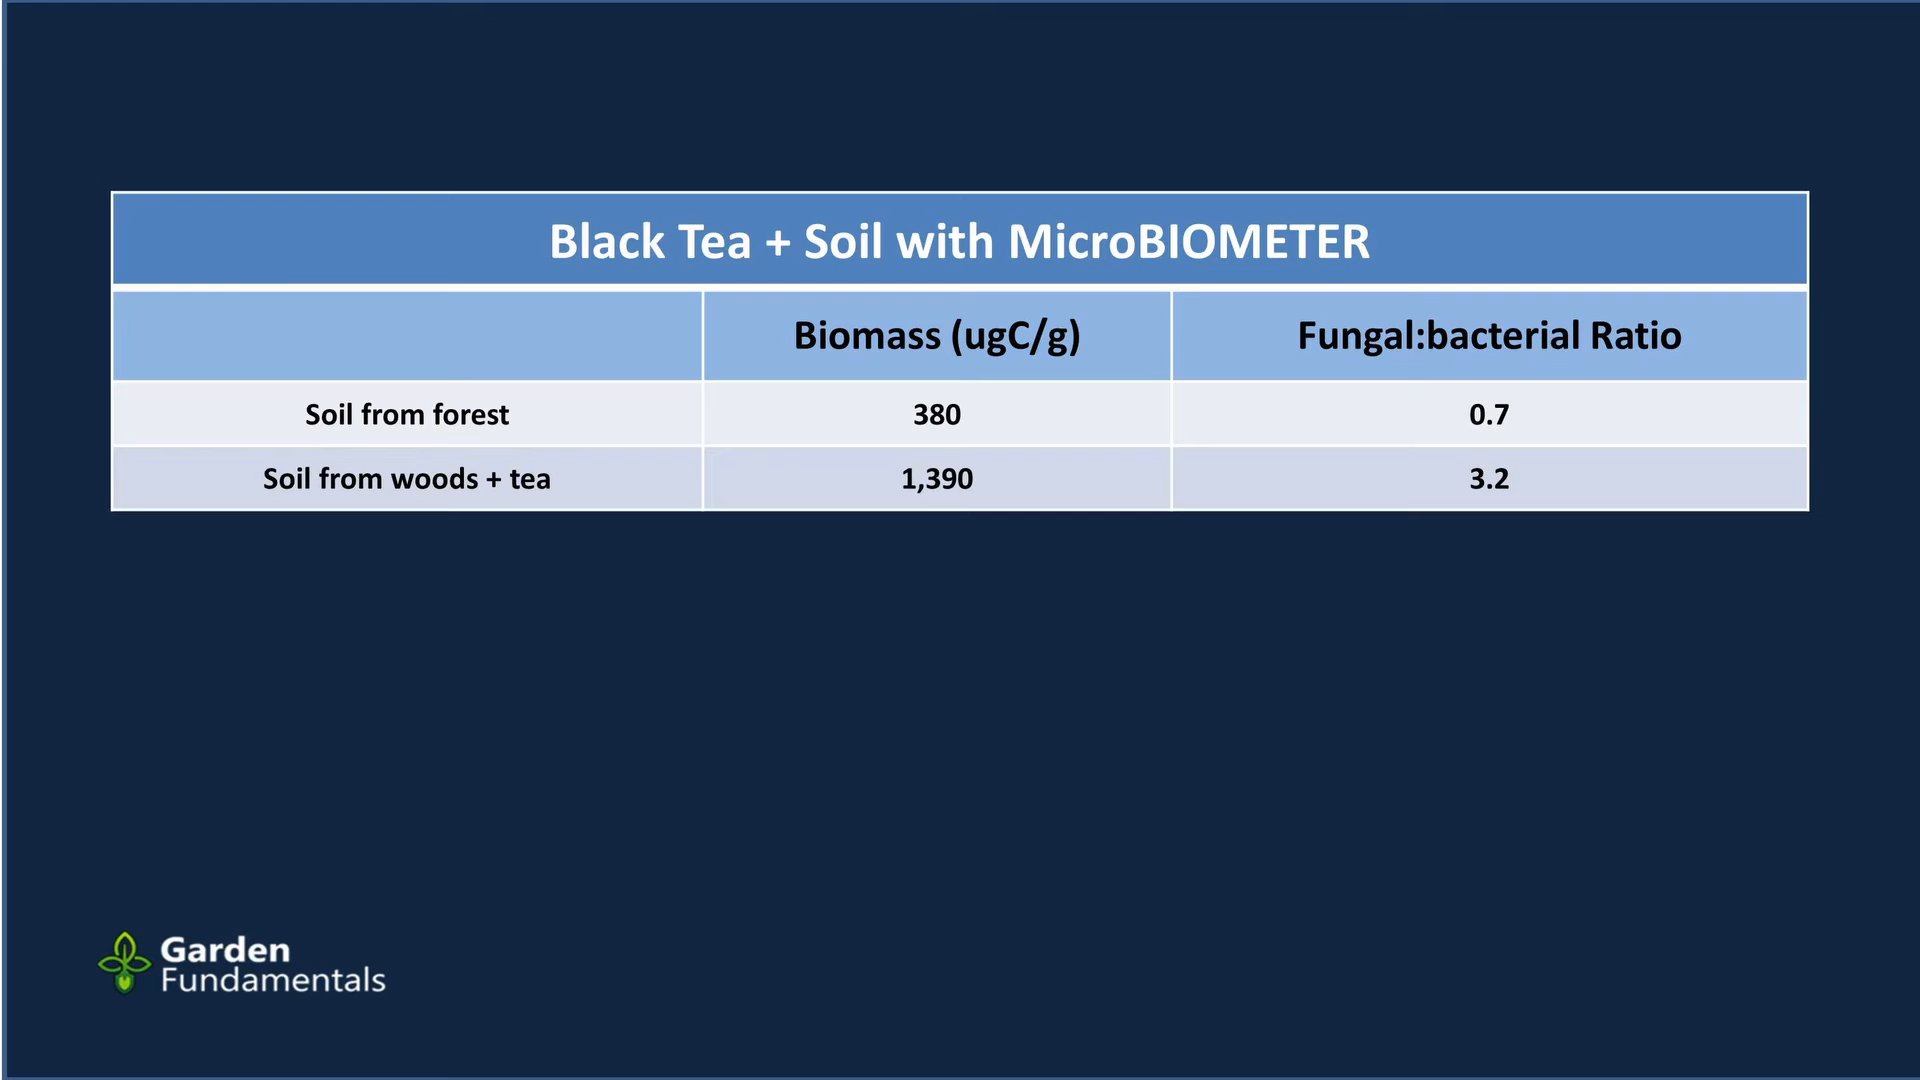 Black Tea + Soil with MicroBIOMETER
Biomass (ugC/g) Fungal:bacterial Ratio
Soil from forest 380 0.7
Soil from woods + tea 1,390 3.2
Garden
Fundamentals